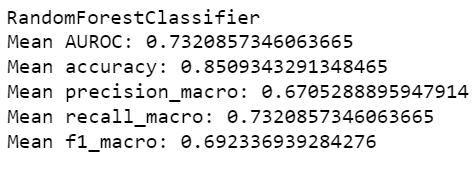 RandomForestClassifier
Mean AUROC: 0.7320857346063665
Mean accuracy: 0.8509343291348465
Mean precision_macro: 0.6705288895947914
Mean recall_macro: 0.7320857346063665
Mean f1_macro: 0.692336939284276